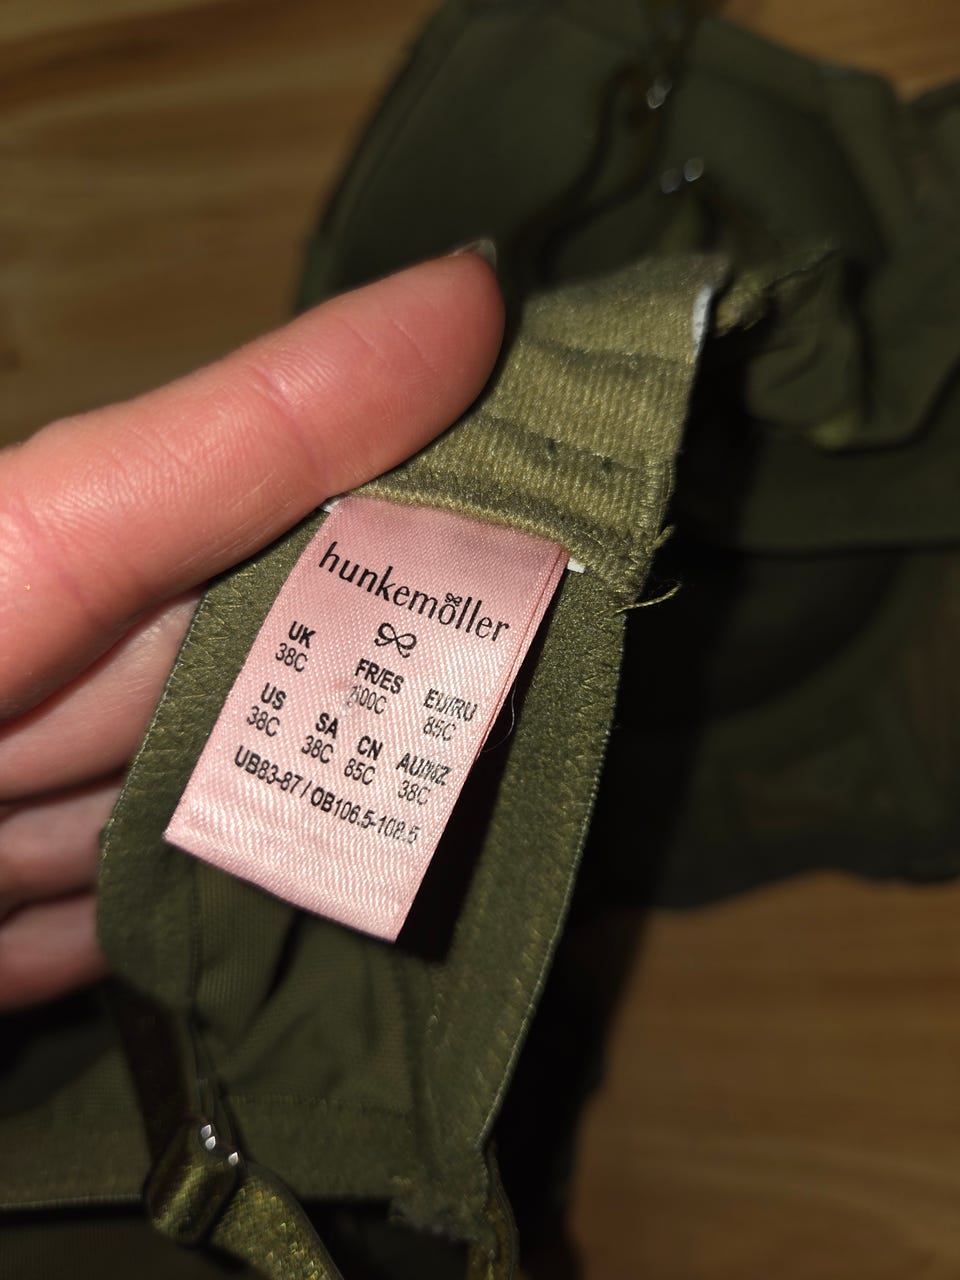 hunkemöller
UK FR/ES EU/RU
38C 100C 85C
US SA CN AU/NZ
38C 38C 85C 38C
UB83-87 / OB106.5-108.5